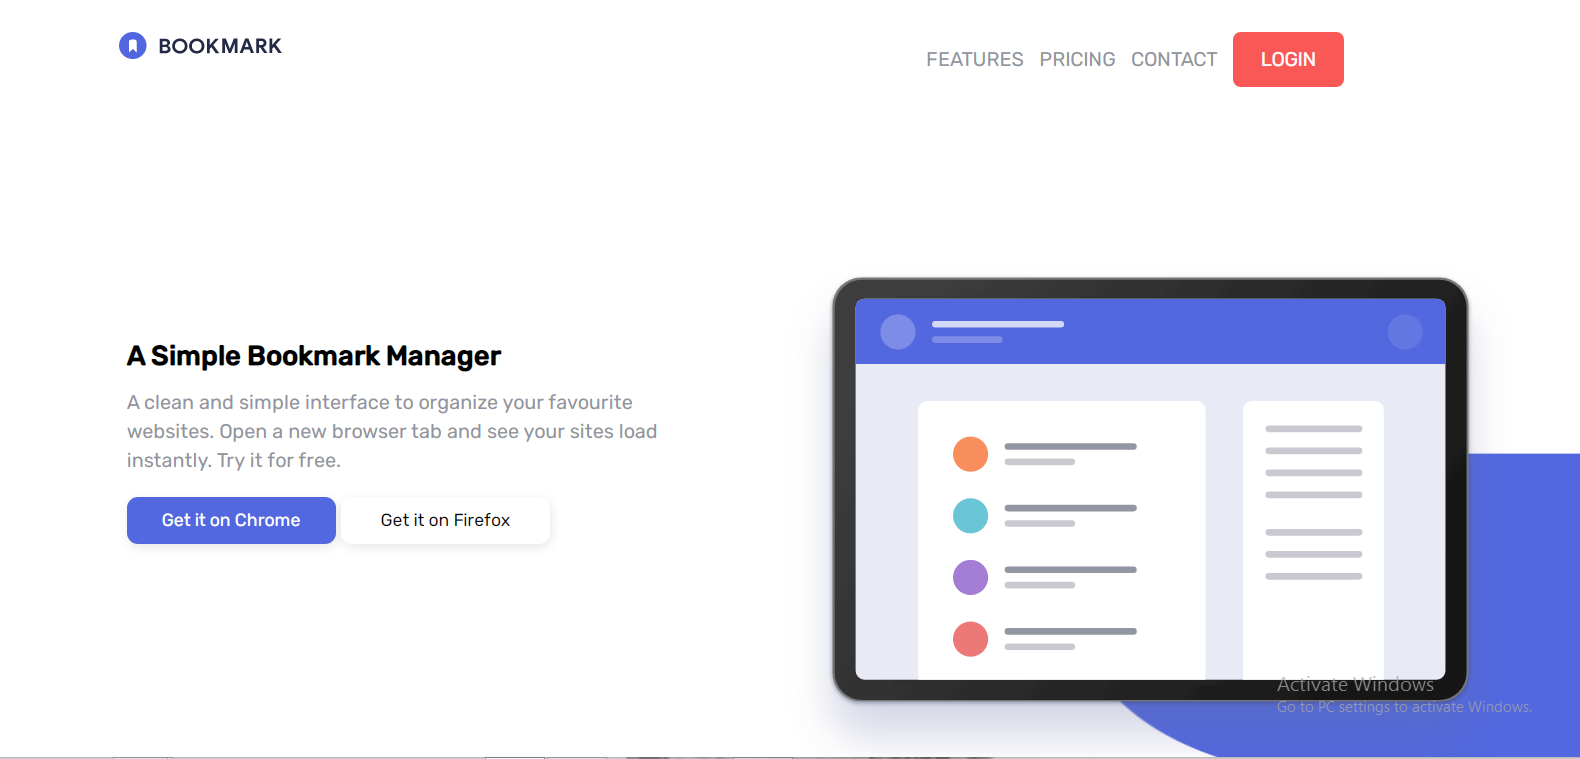 BOOKMARK
FEATURES PRICING CONTACT LOGIN
A Simple Bookmark Manager
A clean and simple interface to organize your favourite
websites. Open a new browser tab and see your sites load
instantly. Try it for free.
Get it on Chrome Get it on Firefox
Activate Windows
Go to PC settings to activate Windows.